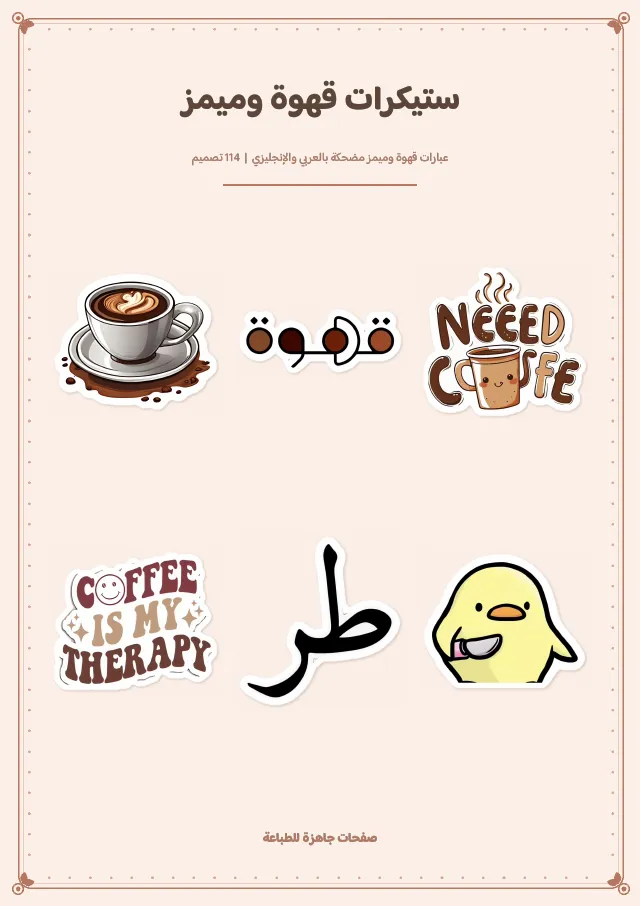 ستيكرات قهوة وميمز
عبارات قهوة وميمز مضحكة بالعربي والإنجليزي | 114 تصميم
NEEED
COFFE
قهوة
COFFEE
IS MY
THERAPY
طر
صفحات جاهزة للطباعة